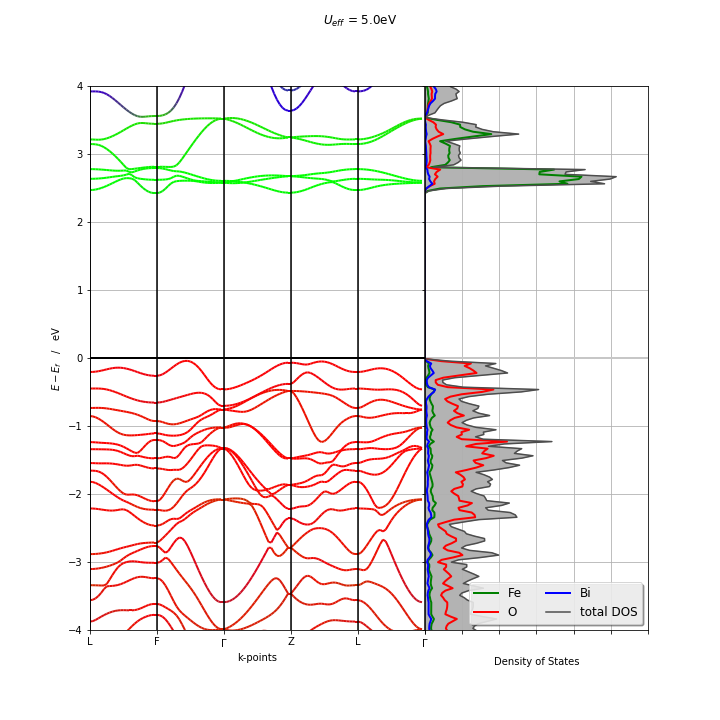 U_eff = 5.0eV
E − E_f / eV
4
3
2
1
0
−1
−2
−3
−4
L F Γ Z L Γ
k-points
Density of States
Fe Bi
O total DOS